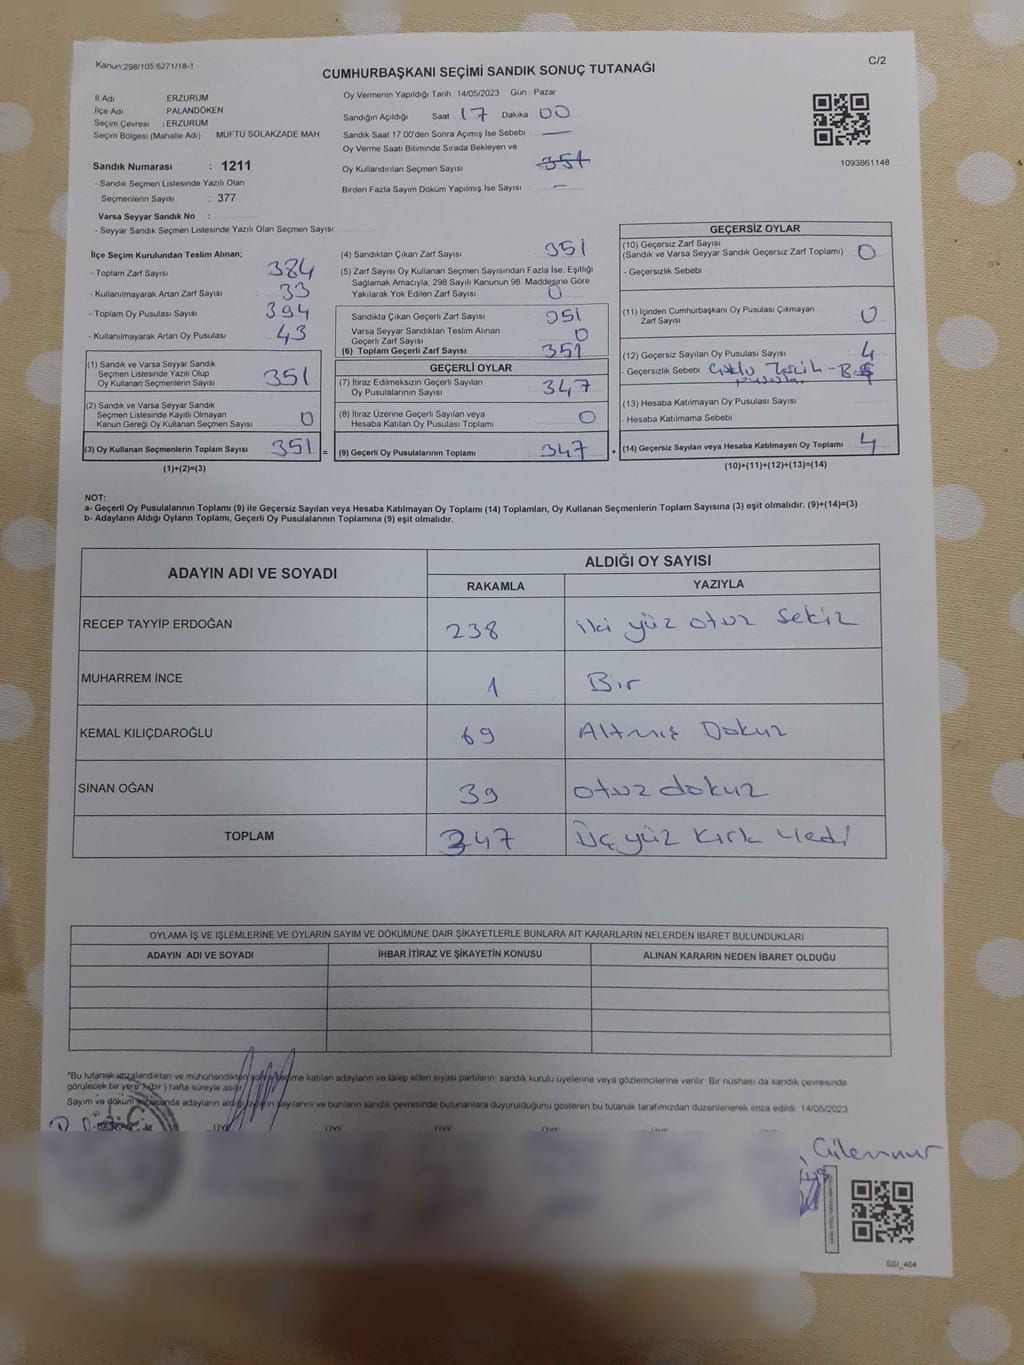 Kanun:298/105 6271/18-1
C/2
CUMHURBAŞKANI SEÇİMİ SANDIK SONUÇ TUTANAĞI
İl Adı ERZURUM
İlçe Adı PALANDÖKEN
Seçim Çevresi : ERZURUM
Seçim Bölgesi (Mahalle Adı) MÜFTÜ SOLAKZADE MAH
Sandık Numarası : 1211
- Sandık Seçmen Listesinde Yazılı Olan
Seçmenlerin Sayısı : 377
Varsa Seyyar Sandık No :
- Seyyar Sandık Seçmen Listesinde Yazılı Olan Seçmen Sayısı:
Oy Vermenin Yapıldığı Tarih : 14/05/2023 Gün : Pazar
Sandığın Açıldığı Saat 17 Dakika 00
Sandık Saat 17.00'den Sonra Açılmış İse Sebebi —
Oy Verme Saati Bitiminde Sırada Bekleyen ve
Oy Kullandırılan Seçmen Sayısı 351
Birden Fazla Sayım Döküm Yapılmış İse Sayısı –
1093861148
İlçe Seçim Kurulundan Teslim Alınan;
- Toplam Zarf Sayısı 384
- Kullanılmayarak Artan Zarf Sayısı 33
- Toplam Oy Pusulası Sayısı 394
- Kullanılmayarak Artan Oy Pusulası 43
(1) Sandık ve Varsa Seyyar Sandık
Seçmen Listesinde Yazılı Olup
Oy Kullanan Seçmenlerin Sayısı 351
(2) Sandık ve Varsa Seyyar Sandık
Seçmen Listesinde Kayıtlı Olmayan
Kanun Gereği Oy Kullanan Seçmen Sayısı 0
(3) Oy Kullanan Seçmenlerin Toplam Sayısı 351 =
(1)+(2)=(3)
(4) Sandıktan Çıkan Zarf Sayısı 351
(5) Zarf Sayısı Oy Kullanan Seçmen Sayısından Fazla İse, Eşitliği
Sağlamak Amacıyla, 298 Sayılı Kanunun 98. Maddesine Göre
Yakılarak Yok Edilen Zarf Sayısı 0
Sandıkta Çıkan Geçerli Zarf Sayısı 351
Varsa Seyyar Sandıktan Teslim Alınan
Geçerli Zarf Sayısı 0
(6) Toplam Geçerli Zarf Sayısı 351
GEÇERLİ OYLAR
(7) İtiraz Edilmeksizin Geçerli Sayılan
Oy Pusulalarının Sayısı 347
(8) İtiraz Üzerine Geçerli Sayılan veya
Hesaba Katılan Oy Pusulası Toplamı 0
(9) Geçerli Oy Pusulalarının Toplamı 347 +
GEÇERSİZ OYLAR
(10) Geçersiz Zarf Sayısı
(Sandık ve Varsa Seyyar Sandık Geçersiz Zarf Toplamı) 0
- Geçersizlik Sebebi
(11) İçinden Cumhurbaşkanı Oy Pusulası Çıkmayan
Zarf Sayısı 0
(12) Geçersiz Sayılan Oy Pusulası Sayısı 4
- Geçersizlik Sebebi
(13) Hesaba Katılmayan Oy Pusulası Sayısı
- Hesaba Katılmama Sebebi
(14) Geçersiz Sayılan veya Hesaba Katılmayan Oy Toplamı 4
(10)+(11)+(12)+(13)=(14)
NOT:
a- Geçerli Oy Pusulalarının Toplamı (9) ile Geçersiz Sayılan veya Hesaba Katılmayan Oy Toplamı (14) Toplamları, Oy Kullanan Seçmenlerin Toplam Sayısına (3) eşit olmalıdır. (9)+(14)=(3)
b- Adayların Aldığı Oyların Toplamı, Geçerli Oy Pusulalarının Toplamına (9) eşit olmalıdır.
ADAYIN ADI VE SOYADI ALDIĞI OY SAYISI
RAKAMLA YAZIYLA
RECEP TAYYİP ERDOĞAN 238 iki yüz otuz sekiz
MUHARREM İNCE 1 Bir
KEMAL KILIÇDAROĞLU 69 Altmış Dokuz
SİNAN OĞAN 39 otuz dokuz
TOPLAM 347 Üç yüz kırk yedi
OYLAMA İŞ VE İŞLEMLERİNE VE OYLARIN SAYIM VE DÖKÜMÜNE DAİR ŞİKAYETLERLE BUNLARA AİT KARARLARIN NELERDEN İBARET BULUNDUKLARI
ADAYIN ADI VE SOYADI İHBAR İTİRAZ VE ŞİKAYETİN KONUSU ALINAN KARARIN NEDEN İBARET OLDUĞU
*Bu tutanak imzalandıktan ve mühürlendikten sonra seçime katılan adayların ve talep eden siyasi partilerin sandık kurulu üyelerine veya gözlemcilerine verilir. Bir nüshası da sandık çevresinde
görülecek bir yere (bir) hafta süreyle asılır
Sayım ve döküm sonucunda adayların aldığı oyların sayılarını ve bunların sandık çevresinde bulunanlara duyurulduğunu gösteren bu tutanak tarafımızdan düzenlenerek imza edildi. 14/05/2023
ÜYE ÜYE ÜYE ÜYE ÜYE
SSI_404